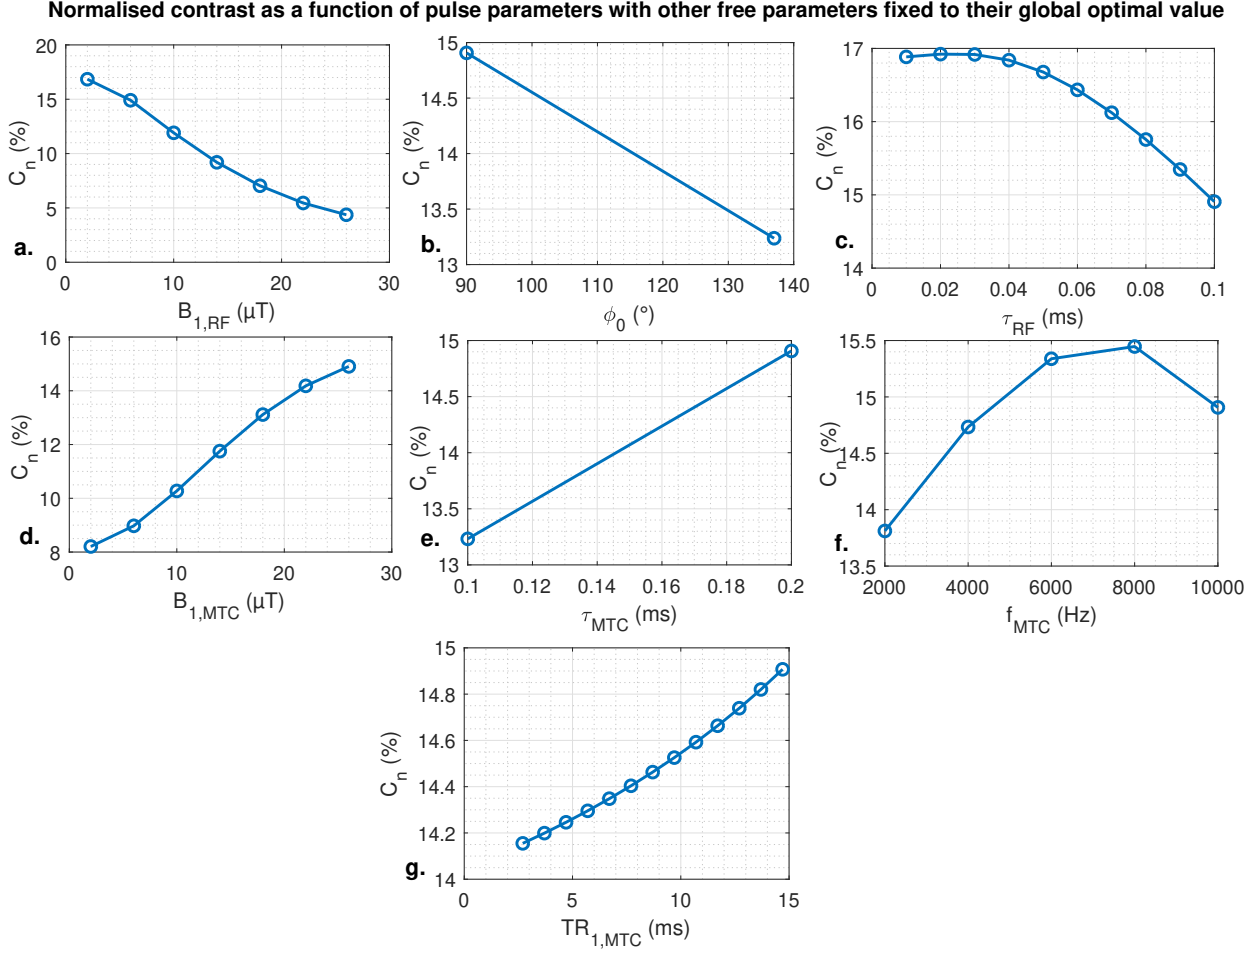 Normalised contrast as a function of pulse parameters with other free parameters fixed to their global optimal value
20
15
10
5
0
C_n (%)
a.
0 10 20 30
B_1,RF (µT)
15
14.5
14
13.5
13
C_n (%)
b.
90 100 110 120 130 140
ϕ_0 (°)
17
16
15
14
C_n (%)
c.
0 0.02 0.04 0.06 0.08 0.1
τ_RF (ms)
16
14
12
10
8
C_n (%)
d.
0 10 20 30
B_1,MTC (µT)
15
14.5
14
13.5
13
C_n (%)
e.
0.1 0.12 0.14 0.16 0.18 0.2
τ_MTC (ms)
15.5
15
14.5
14
13.5
C_n (%)
f.
2000 4000 6000 8000 10000
f_MTC (Hz)
15
14.8
14.6
14.4
14.2
14
C_n (%)
g.
0 5 10 15
TR_1,MTC (ms)